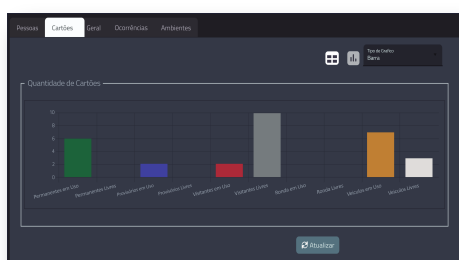 Pessoas Cartões Geral Ocorrências Ambientes
Tipo de Gráfico
Barra
Quantidade de Cartões
10
8
6
4
2
0
Permanentes em Uso Permanentes Livres Provisórios em Uso Provisórios Livres Visitantes em Uso Visitantes Livres Ronda em Uso Ronda Livres Veículos em Uso Veículos Livres
Atualizar